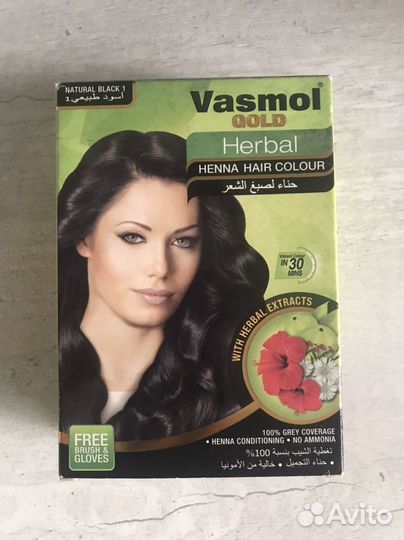 NATURAL BLACK 1
أسود طبيعي 1
Vasmol®
GOLD
Herbal
HENNA HAIR COLOUR
حناء لصبغ الشعر
Vibrant Colour
IN 30
MINS
WITH HERBAL EXTRACTS
FREE
BRUSH &
GLOVES
100% GREY COVERAGE
• HENNA CONDITIONING • NO AMMONIA
تغطية الشيب بنسبة 100%
• حناء التجميل • خالية من الأمونيا
Avito